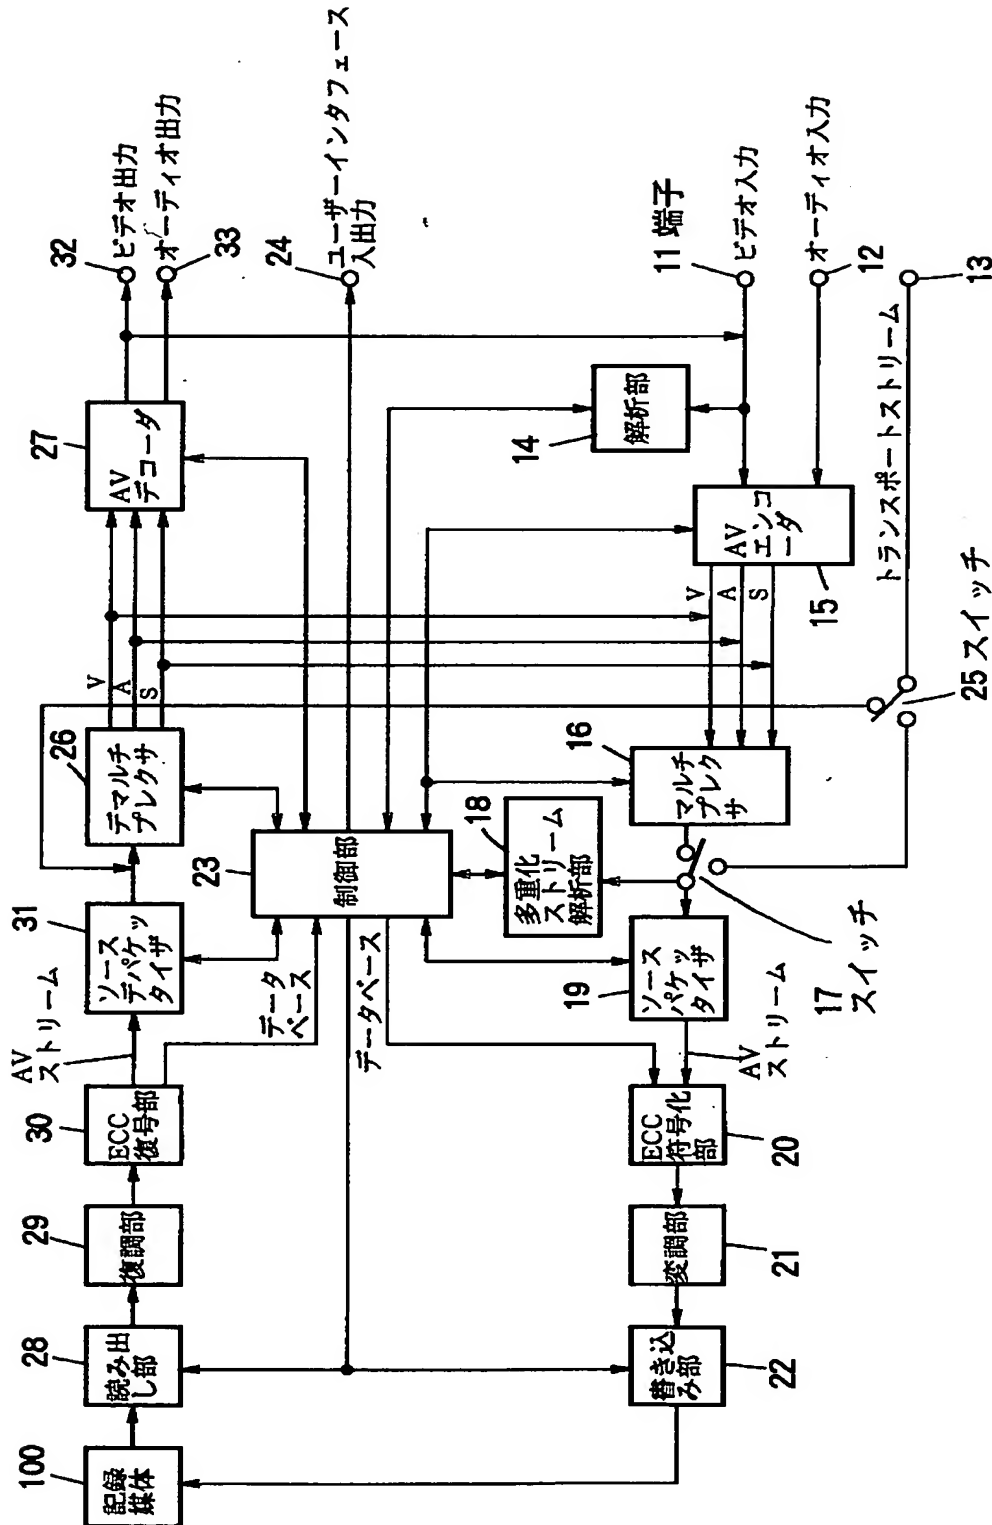 100
記録
媒体
28
読み出
し部
29
復調部
30
ECC
復号部
AV
ストリーム
31
ソース
デパケッ
タイザ
26
デマルチ
プレクサ
V
A
S
27
AV
デコーダ
32
ビデオ出力
オーディオ出力
33
24
ユーザーインタフェース
入出力
データ
ベース
データベース
23
制御部
18
多重化
ストリーム
解析部
14
解析部
11 端子
ビデオ入力
オーディオ入力
12
13
トランスポートストリーム
AV
エンコ
ーダ
15
V
A
S
16
マルチ
プレク
サ
25 スイッチ
17
スイッチ
ソース
パケッ
タイザ
19
AV
ストリーム
ECC
符号化
部
20
変調部
21
書き込
み部
22